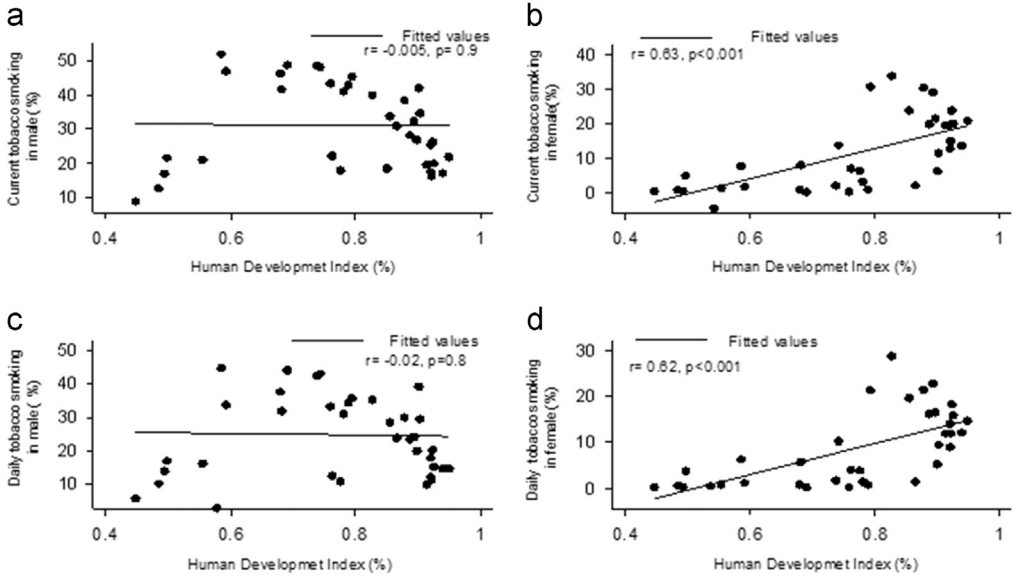 a
Fitted values
r= -0.005, p= 0.9
Current tobacco smoking
in male( %)
50
40
30
20
10
0.4 0.6 0.8 1
Human Developmet Index (%)
b
Fitted values
r= 0.63, p<0.001
Current tobacco smoking
in female(%)
40
30
20
10
0
0.4 0.6 0.8 1
Human Developmet Index (%)
c
Fitted values
r= -0.02, p=0.8
Daily tobacco smoking
in male ( %)
50
40
30
20
10
0.4 0.6 0.8 1
Human Developmet Index (%)
d
Fitted values
r= 0.62, p<0.001
Daily tobacco smoking
in female(%)
30
20
10
0
0.4 0.6 0.8 1
Human Developmet Index (%)